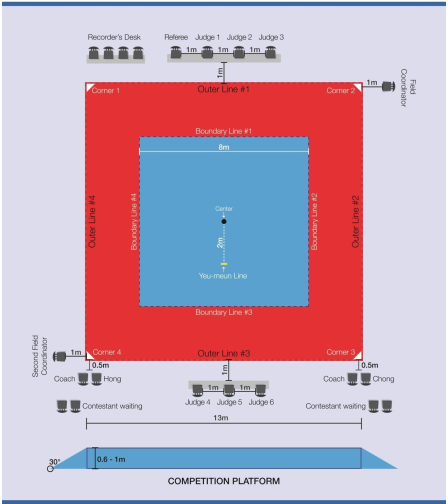 Recorder's Desk
Referee Judge 1 Judge 2 Judge 3
1m 1m 1m
1m
1m
Field
Coordinator
Corner 1
Outer Line #1
Corner 2
Boundary Line #1
8m
Outer Line #4
Boundary Line #4
Center
2m
Yeu-meun Line
Boundary Line #2
Outer Line #2
Boundary Line #3
Second Field
Coordinator
1m
Corner 4
Outer Line #3
Corner 3
0.5m
1m
0.5m
Coach Hong
Coach Chong
1m 1m
Judge 4 Judge 5 Judge 6
Contestant waiting
Contestant waiting
13m
30°
0.6 - 1m
COMPETITION PLATFORM